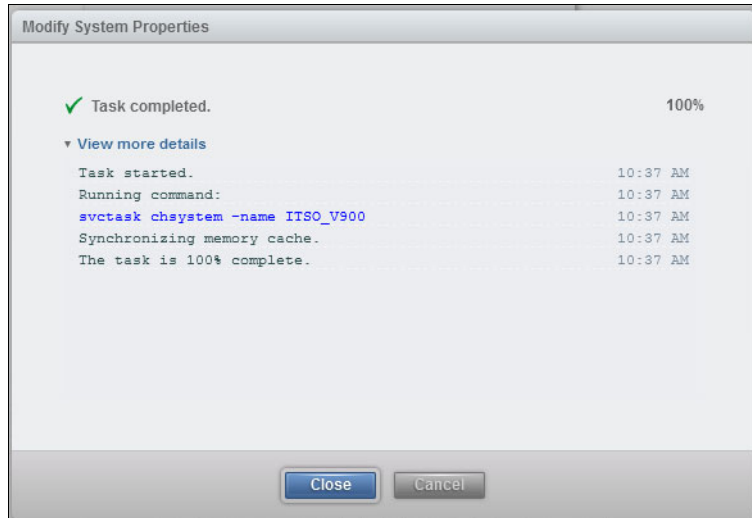 Modify System Properties
Task completed. 100%
View more details
Task started. 10:37 AM
Running command: 10:37 AM
svctask chsystem -name ITSO_V900 10:37 AM
Synchronizing memory cache. 10:37 AM
The task is 100% complete. 10:37 AM
Close Cancel